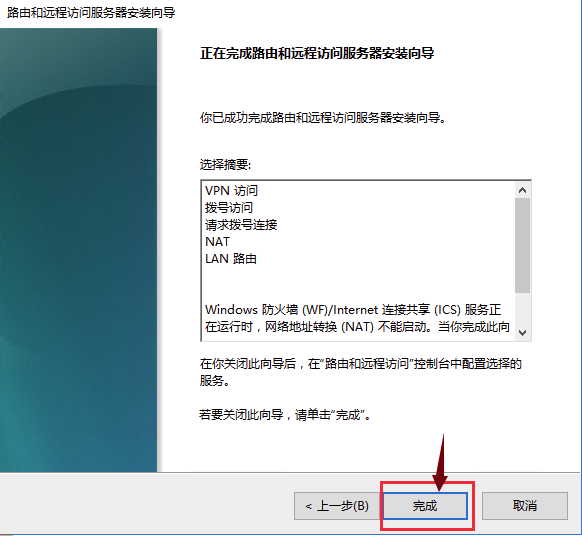 路由和远程访问服务器安装向导
正在完成路由和远程访问服务器安装向导
你已成功完成路由和远程访问服务器安装向导。
选择摘要:
VPN 访问
拨号访问
请求拨号连接
NAT
LAN 路由
Windows 防火墙 (WF)/Internet 连接共享 (ICS) 服务正
在运行时，网络地址转换 (NAT) 不能启动。当你完成此向
在你关闭此向导后，在“路由和远程访问”控制台中配置选择的
服务。
若要关闭此向导，请单击“完成”。
< 上一步(B)
完成
取消